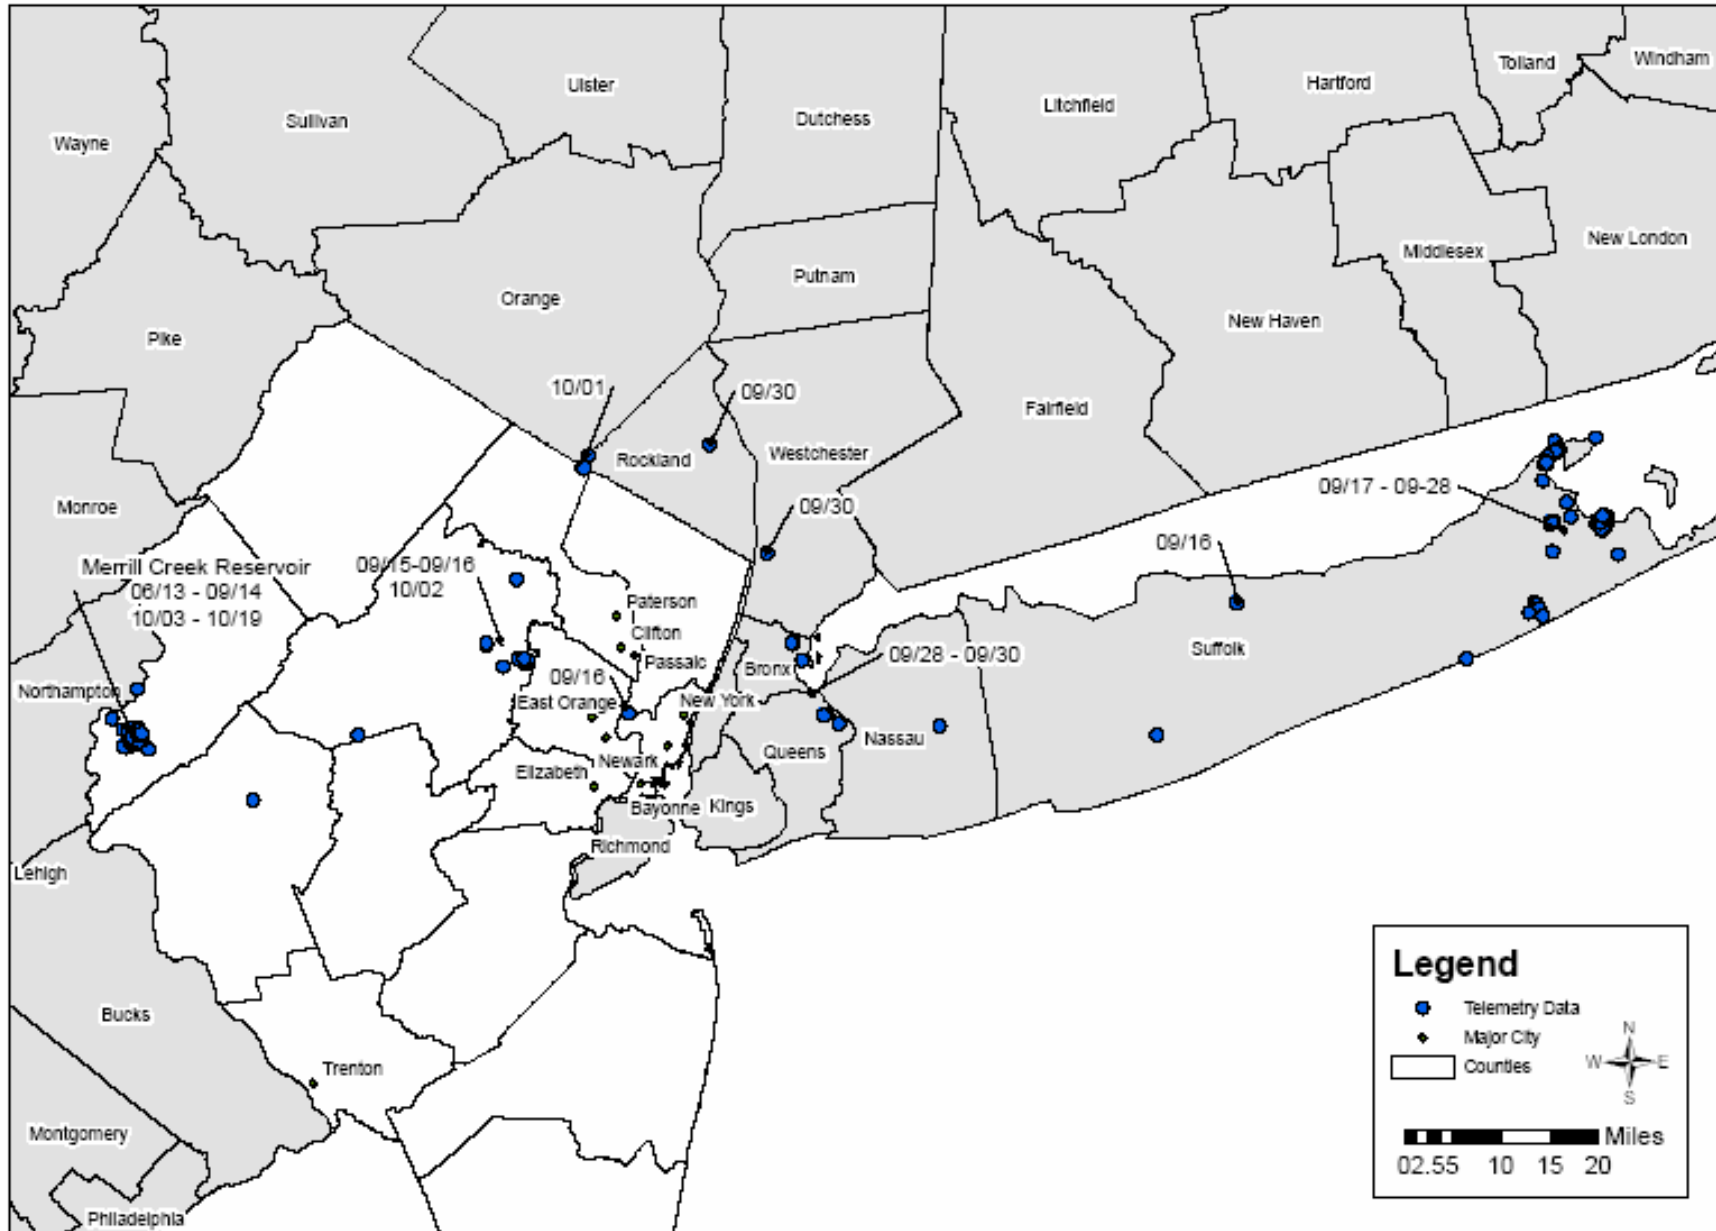 Windham
Tolland
Hartford
Ulster
Litchfield
Sullivan
Dutchess
Wayne
New London
Middlesex
Putnam
Orange
New Haven
Pike
10/01
09/30
Fairfield
Westchester
Rockland
09/17 - 09-28
Monroe
09/30
09/16
Merrill Creek Reservoir
06/13 - 09/14
10/03 - 10/19
09/15-09/16
10/02
Paterson
Clifton
Suffolk
09/28 - 09/30
Passaic
Bronx
09/16
Northampton
East Orange
New York
Nassau
Queens
Newark
Elizabeth
Bayonne
Kings
Richmond
Lehigh
Legend
Telemetry Data
Major City
Counties
N
W
E
S
Miles
02.55 10 15 20
Bucks
Trenton
Montgomery
Philadelphia